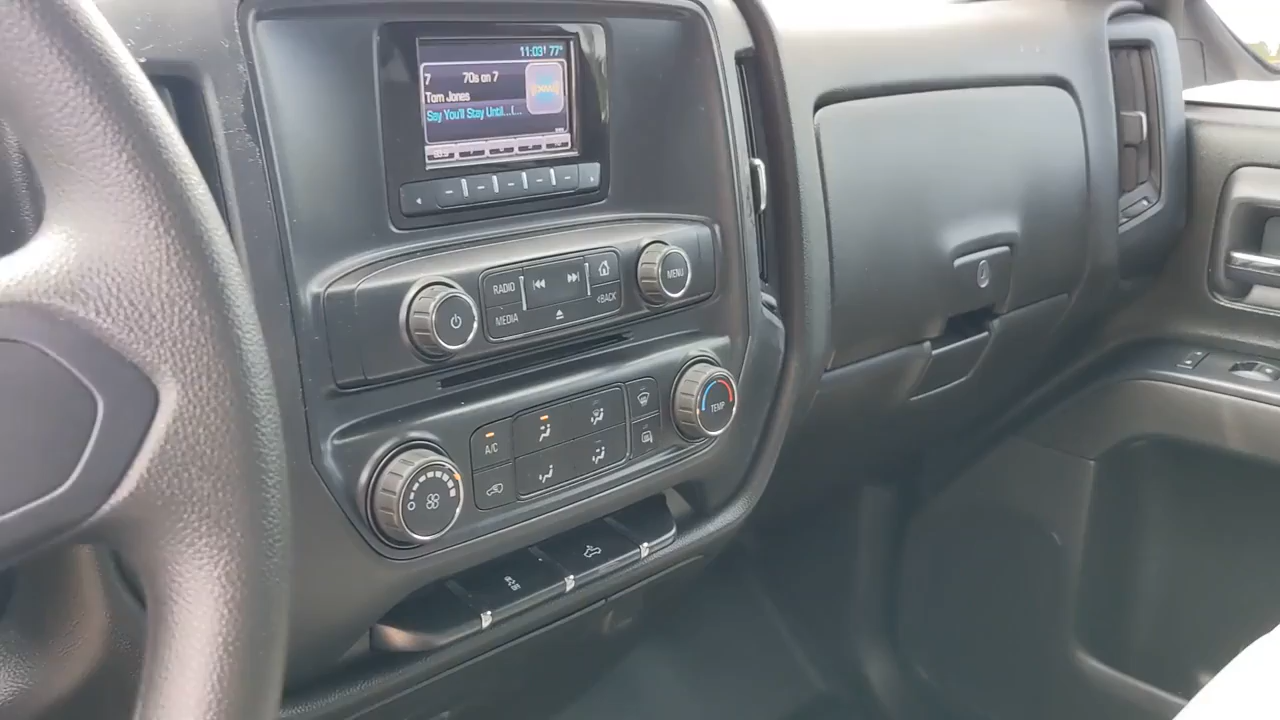 11:03 77°
7 70s on 7
Tom Jones
Say You'll Stay Until...(...
RADIO
MEDIA
<BACK
MENU
A/C
TEMP